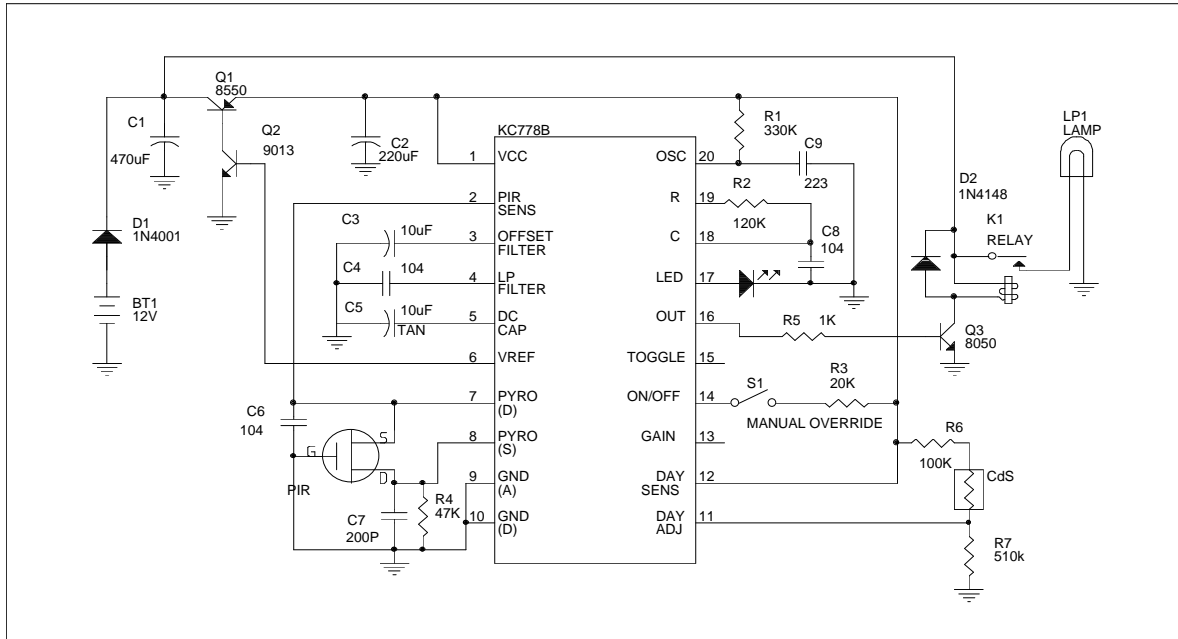 Q1
8550
C1
470uF
Q2
9013
C2
220uF
D1
1N4001
BT1
12V
KC778B
1 VCC
2 PIR
SENS
3 OFFSET
FILTER
4 LP
FILTER
5 DC
CAP
6 VREF
7 PYRO
(D)
8 PYRO
(S)
9 GND
(A)
10 GND
(D)
OSC 20
R 19
C 18
LED 17
OUT 16
TOGGLE 15
ON/OFF 14
GAIN 13
DAY 12
SENS
DAY 11
ADJ
C3
10uF
C4
104
C5
10uF
TAN
C6
104
G
S
D
PIR
C7
200P
R4
47K
R1
330K
C9
223
R2
120K
C8
104
R5 1K
S1
R3
20K
MANUAL OVERRIDE
R6
100K
CdS
R7
510k
D2
1N4148
K1
RELAY
Q3
8050
LP1
LAMP